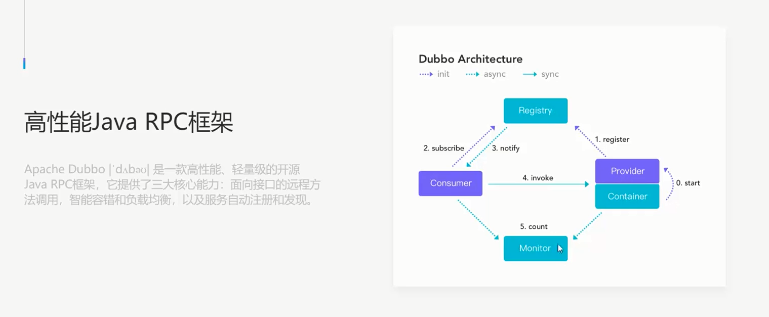 高性能Java RPC框架
Apache Dubbo |ˈdʌbəʊ| 是一款高性能、轻量级的开源
Java RPC框架，它提供了三大核心能力：面向接口的远程方
法调用，智能容错和负载均衡，以及服务自动注册和发现。
Dubbo Architecture
init async sync
Registry
1. register
2. subscribe
3. notify
Consumer
4. invoke
Provider
0. start
Container
5. count
Monitor